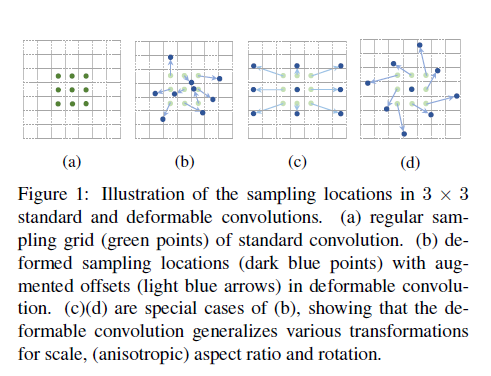 (a) (b) (c) (d)
Figure 1: Illustration of the sampling locations in 3 × 3
standard and deformable convolutions. (a) regular sam-
pling grid (green points) of standard convolution. (b) de-
formed sampling locations (dark blue points) with aug-
mented offsets (light blue arrows) in deformable convolu-
tion. (c)(d) are special cases of (b), showing that the de-
formable convolution generalizes various transformations
for scale, (anisotropic) aspect ratio and rotation.